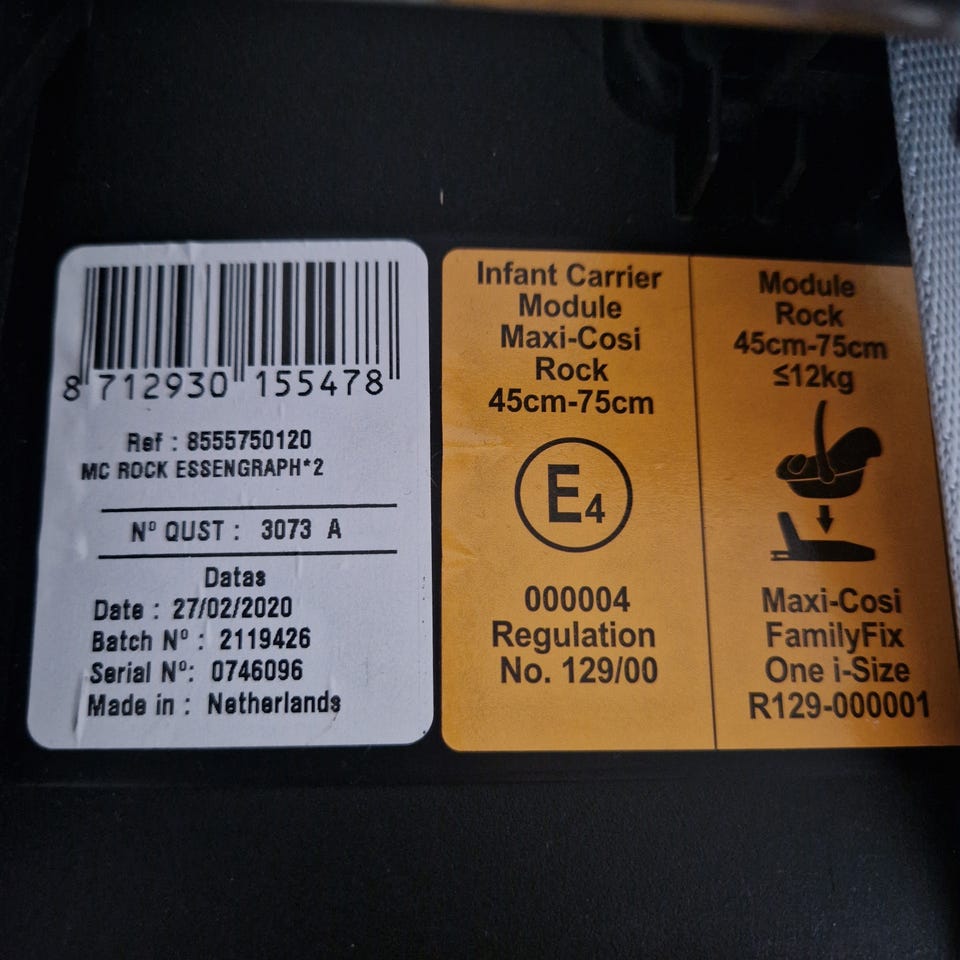 8 712930 155478
Ref : 8555750120
MC ROCK ESSENGRAPH*2
Nº QUST : 3073 A
Datas
Date : 27/02/2020
Batch Nº : 2119426
Serial Nº: 0746096
Made in : Netherlands
Infant Carrier
Module
Maxi-Cosi
Rock
45cm-75cm
E4
000004
Regulation
No. 129/00
Module
Rock
45cm-75cm
≤12kg
Maxi-Cosi
FamilyFix
One i-Size
R129-000001